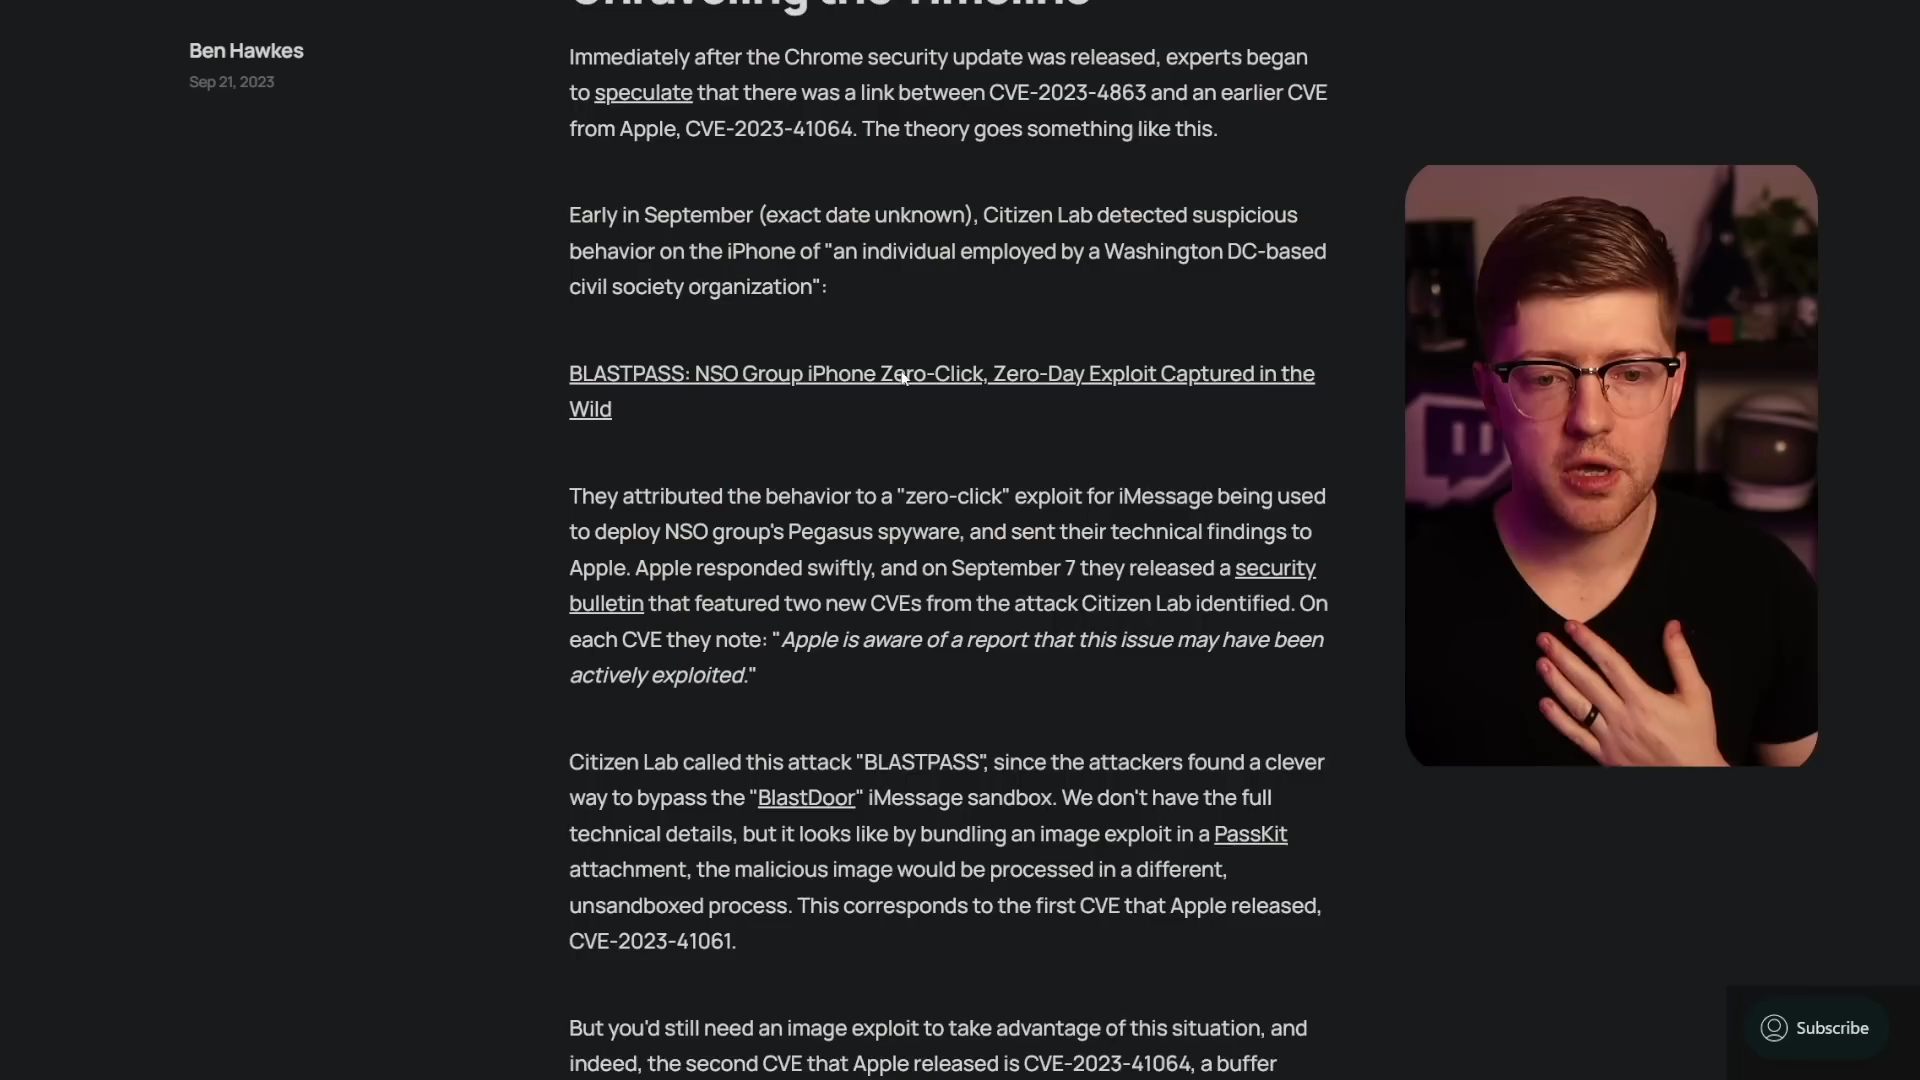 Unravelling the Timeline
Ben Hawkes
Sep 21, 2023
Immediately after the Chrome security update was released, experts began
to speculate that there was a link between CVE-2023-4863 and an earlier CVE
from Apple, CVE-2023-41064. The theory goes something like this.
Early in September (exact date unknown), Citizen Lab detected suspicious
behavior on the iPhone of "an individual employed by a Washington DC-based
civil society organization":
BLASTPASS: NSO Group iPhone Zero-Click, Zero-Day Exploit Captured in the
Wild
They attributed the behavior to a "zero-click" exploit for iMessage being used
to deploy NSO group's Pegasus spyware, and sent their technical findings to
Apple. Apple responded swiftly, and on September 7 they released a security
bulletin that featured two new CVEs from the attack Citizen Lab identified. On
each CVE they note: "Apple is aware of a report that this issue may have been
actively exploited."
Citizen Lab called this attack "BLASTPASS", since the attackers found a clever
way to bypass the "BlastDoor" iMessage sandbox. We don't have the full
technical details, but it looks like by bundling an image exploit in a PassKit
attachment, the malicious image would be processed in a different,
unsandboxed process. This corresponds to the first CVE that Apple released,
CVE-2023-41061.
But you'd still need an image exploit to take advantage of this situation, and
indeed, the second CVE that Apple released is CVE-2023-41064, a buffer
Subscribe